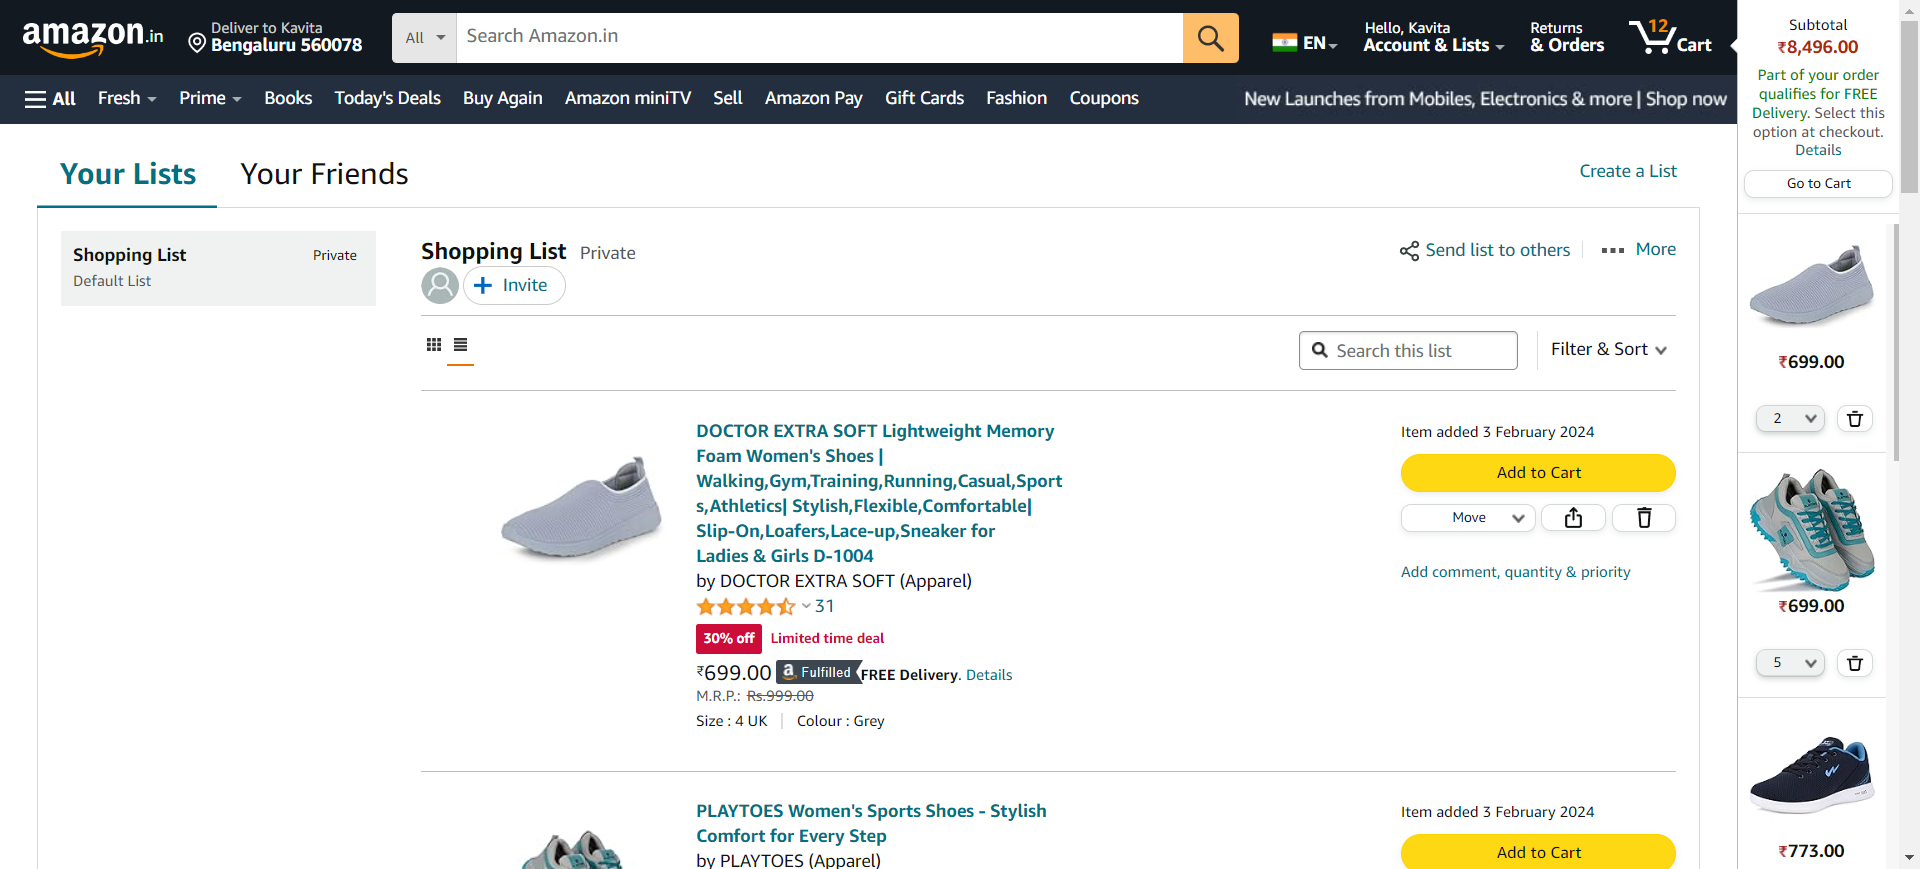 amazon.in
Deliver to Kavita
Bengaluru 560078
All
Search Amazon.in
EN
Hello, Kavita
Account & Lists
Returns
& Orders
12
Cart
All
Fresh
Prime
Books
Today's Deals
Buy Again
Amazon miniTV
Sell
Amazon Pay
Gift Cards
Fashion
Coupons
New Launches from Mobiles, Electronics & more | Shop now
Subtotal
₹8,496.00
Part of your order
qualifies for FREE
Delivery. Select this
option at checkout.
Details
Go to Cart
Your Lists
Your Friends
Create a List
Shopping List
Private
Default List
Shopping List
Private
Send list to others
More
Invite
Search this list
Filter & Sort
DOCTOR EXTRA SOFT Lightweight Memory
Foam Women's Shoes |
Walking,Gym,Training,Running,Casual,Sport
s,Athletics| Stylish,Flexible,Comfortable|
Slip-On,Loafers,Lace-up,Sneaker for
Ladies & Girls D-1004
by DOCTOR EXTRA SOFT (Apparel)
31
30% off
Limited time deal
₹699.00
a Fulfilled
FREE Delivery. Details
M.R.P.: Rs.999.00
Size : 4 UK
Colour : Grey
Item added 3 February 2024
Add to Cart
Move
Add comment, quantity & priority
PLAYTOES Women's Sports Shoes - Stylish
Comfort for Every Step
by PLAYTOES (Apparel)
Item added 3 February 2024
Add to Cart
₹699.00
2
₹699.00
5
₹773.00